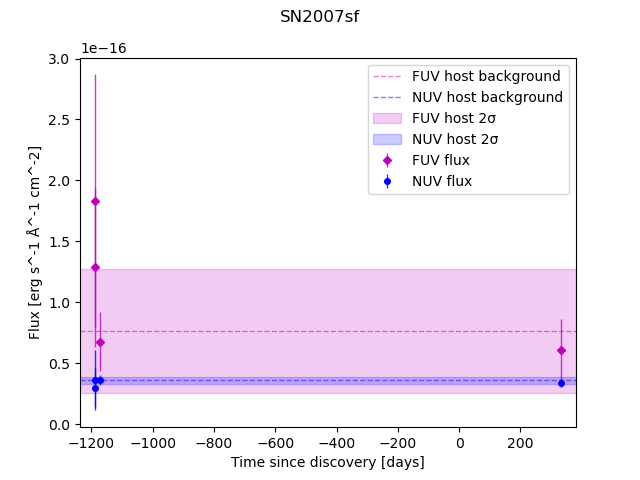 SN2007sf
1e−16
3.0
2.5
2.0
1.5
1.0
0.5
0.0
Flux [erg s^-1 Å^-1 cm^-2]
FUV host background
NUV host background
FUV host 2σ
NUV host 2σ
FUV flux
NUV flux
−1200 −1000 −800 −600 −400 −200 0 200
Time since discovery [days]